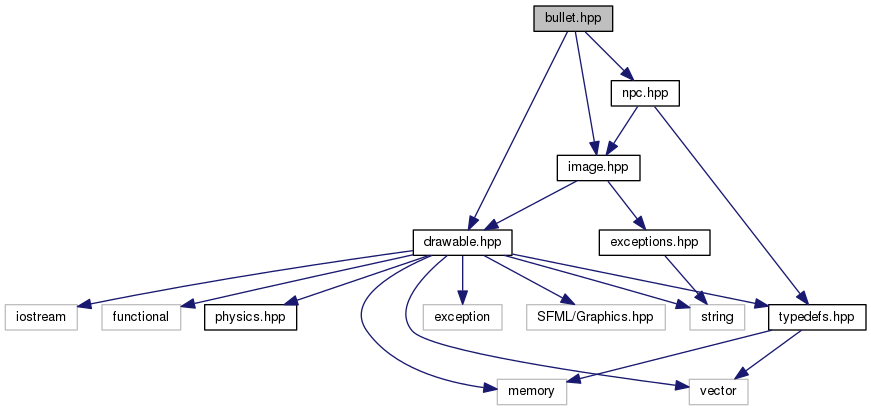 bullet.hpp
npc.hpp
image.hpp
drawable.hpp
exceptions.hpp
iostream
functional
physics.hpp
exception
SFML/Graphics.hpp
string
typedefs.hpp
memory
vector